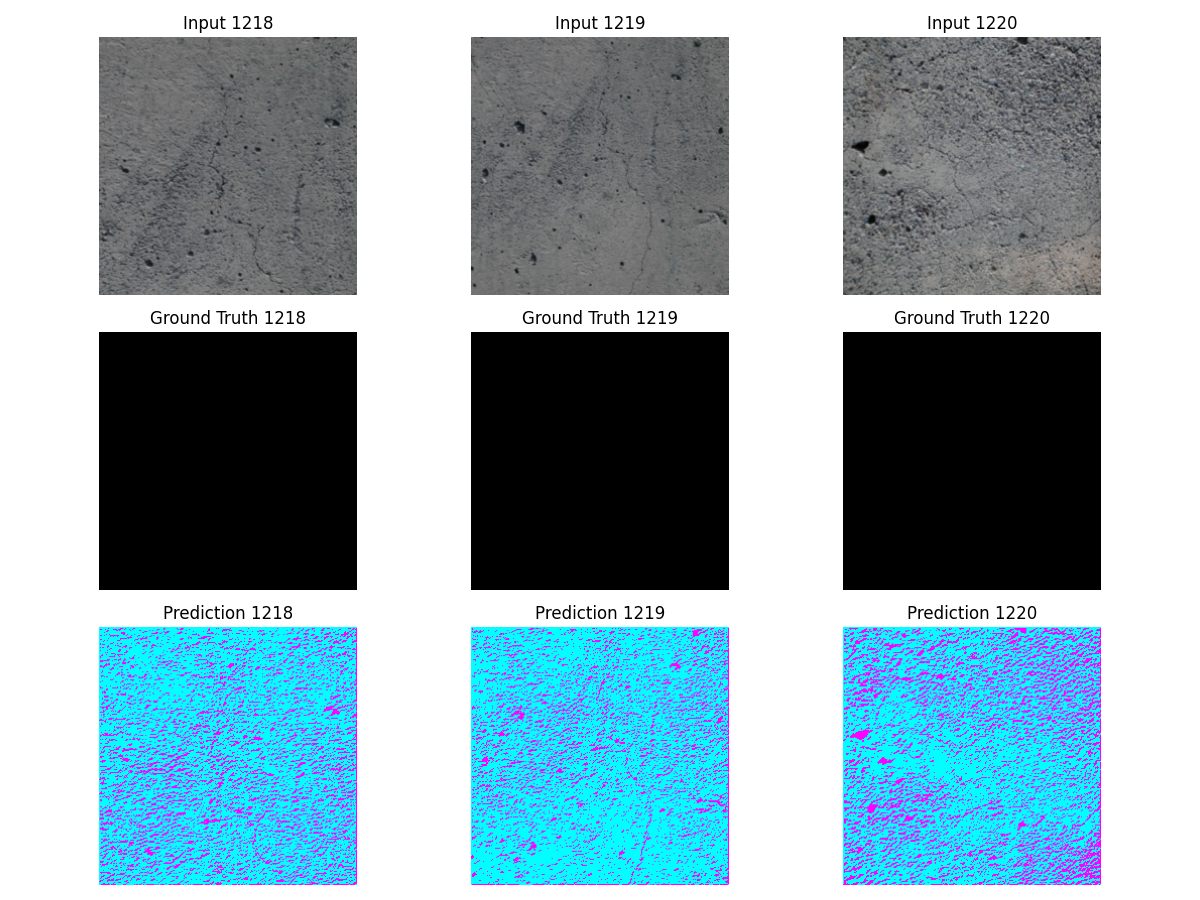 Input 1218
Input 1219
Input 1220
Ground Truth 1218
Ground Truth 1219
Ground Truth 1220
Prediction 1218
Prediction 1219
Prediction 1220